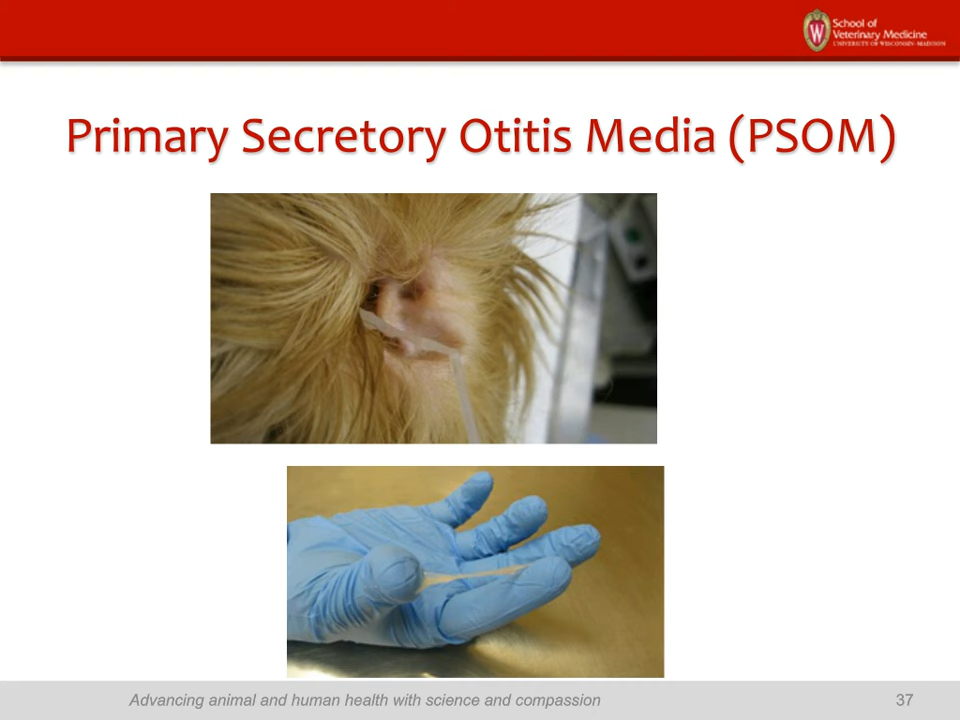 School of
Veterinary Medicine
UNIVERSITY OF WISCONSIN-MADISON
Primary Secretory Otitis Media (PSOM)
Advancing animal and human health with science and compassion
37